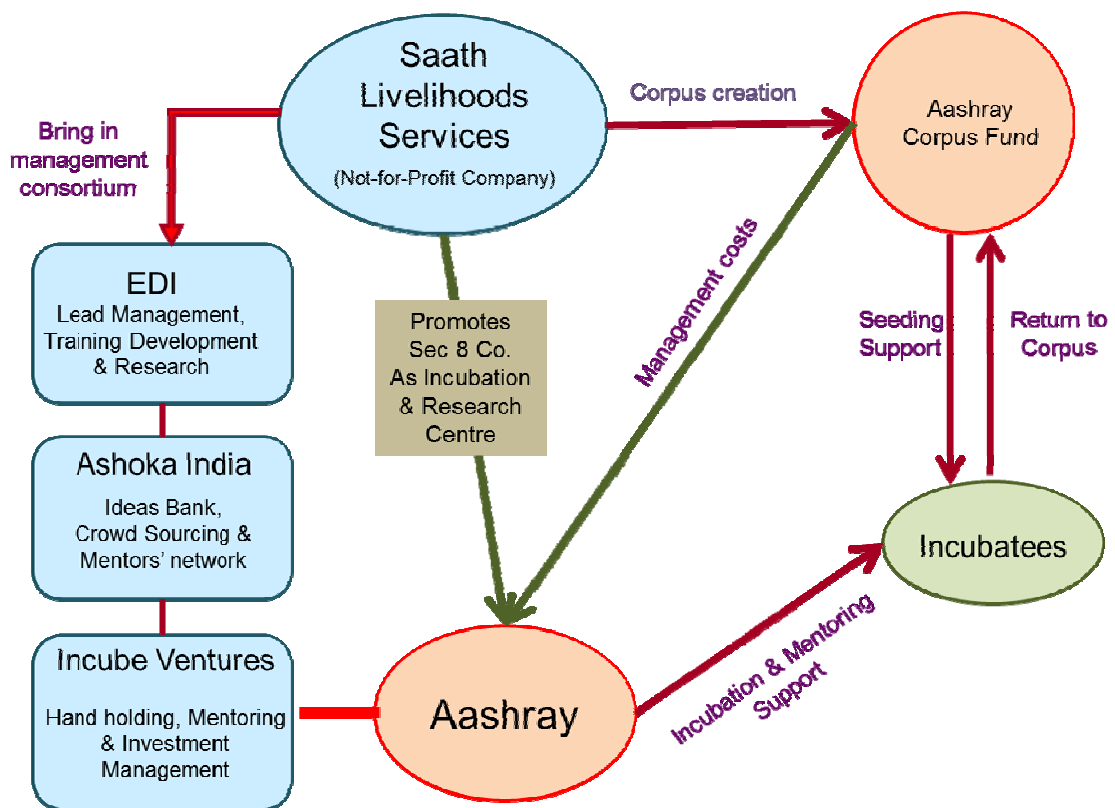 Saath
Livelihoods
Services
(Not-for-Profit Company)
Corpus creation
Aashray
Corpus Fund
Bring in
management
consortium
EDI
Lead Management,
Training Development
& Research
Promotes
Sec 8 Co.
As Incubation
& Research
Centre
Management costs
Seeding
Support
Return to
Corpus
Ashoka India
Ideas Bank,
Crowd Sourcing &
Mentors’ network
Incubatees
Incube Ventures
Hand holding, Mentoring
& Investment
Management
Aashray
Incubation & Mentoring
Support